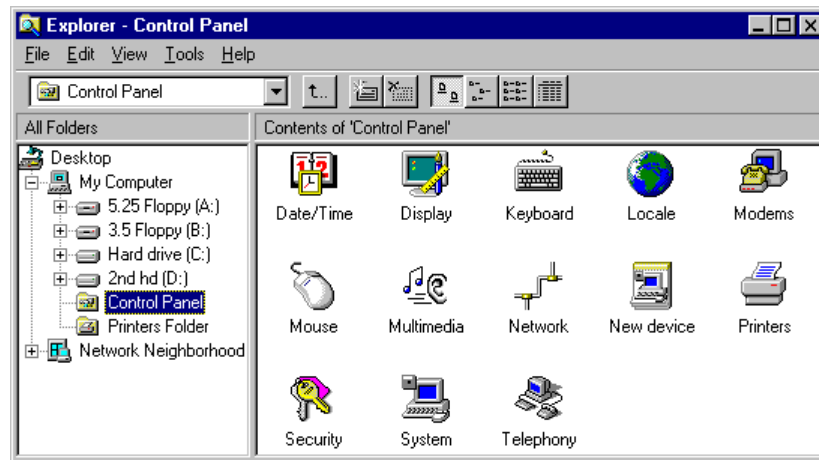 Explorer - Control Panel
File Edit View Tools Help
Control Panel
All Folders Contents of 'Control Panel'
Desktop
My Computer
5.25 Floppy (A:)
3.5 Floppy (B:)
Hard drive (C:)
2nd hd (D:)
Control Panel
Printers Folder
Network Neighborhood
Date/Time Display Keyboard Locale Modems
Mouse Multimedia Network New device Printers
Security System Telephony